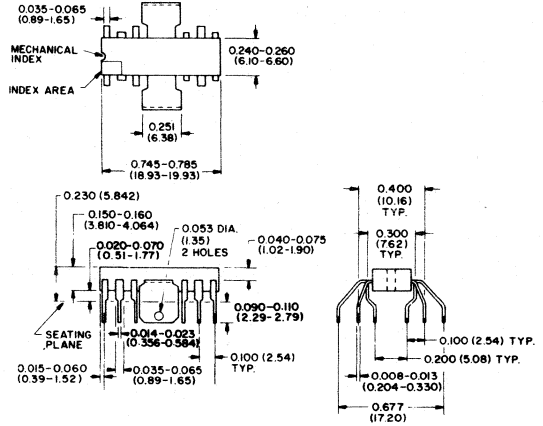 0.035-0.065
(0.89-1.65)
MECHANICAL
INDEX
INDEX AREA
0.240-0.260
(6.10-6.60)
0.251
(6.38)
0.745-0.785
(18.93-19.93)
0.230 (5.842)
0.150-0.160
(3.810-4.064)
0.020-0.070
(0.51-1.77)
0.053 DIA.
(1.35)
2 HOLES
0.040-0.075
(1.02-1.90)
0.090-0.110
(2.29-2.79)
SEATING
PLANE
0.014-0.023
(0.356-0.584)
0.100 (2.54)
TYP.
0.015-0.060
(0.39-1.52)
0.035-0.065
(0.89-1.65)
0.400
(10.16)
TYP.
0.300
(7.62)
TYP.
0.100 (2.54) TYP.
0.200 (5.08) TYP.
0.008-0.013
(0.204-0.330)
0.677
(17.20)